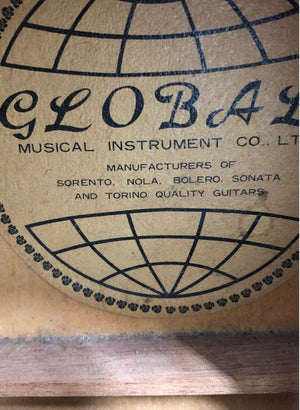 GLOBAL
MUSICAL INSTRUMENT CO., LT
MANUFACTURERS OF
SORENTO, NOLA, BOLERO, SONATA
AND TORINO QUALITY GUITARS